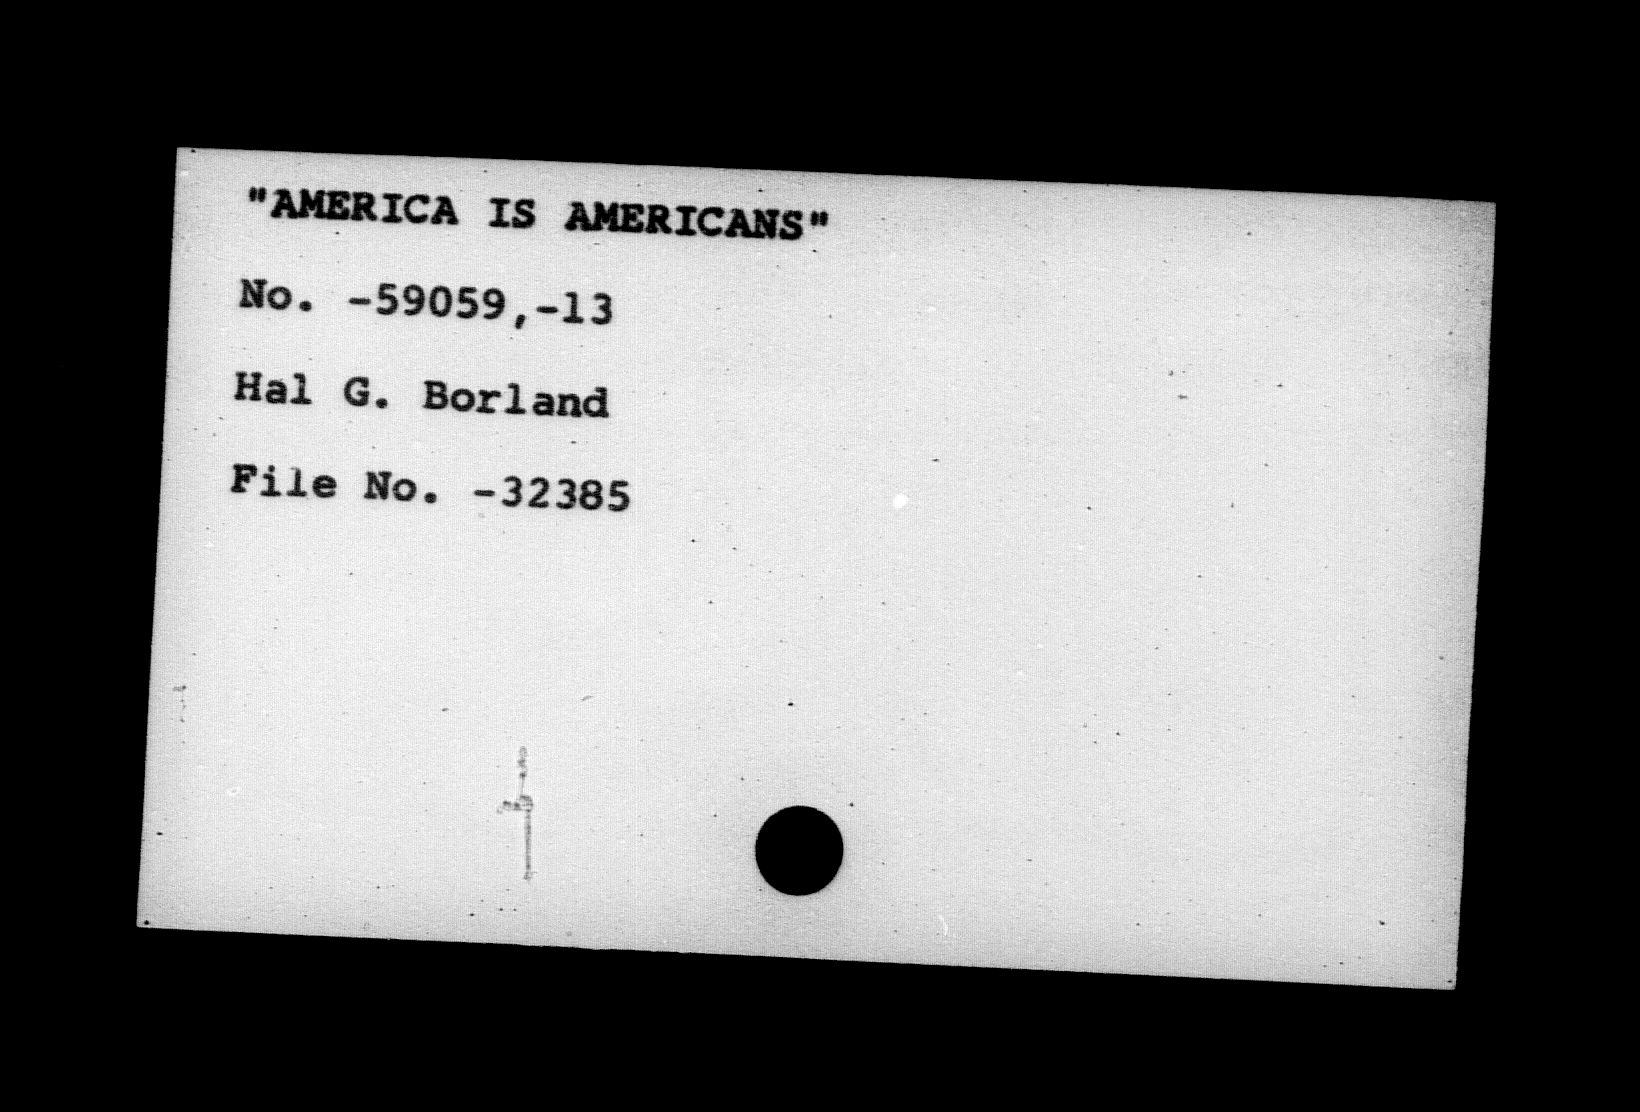 "AMERICA IS AMERICANS"
No. -59059,-13
Hal G. Borland
File No. -32385